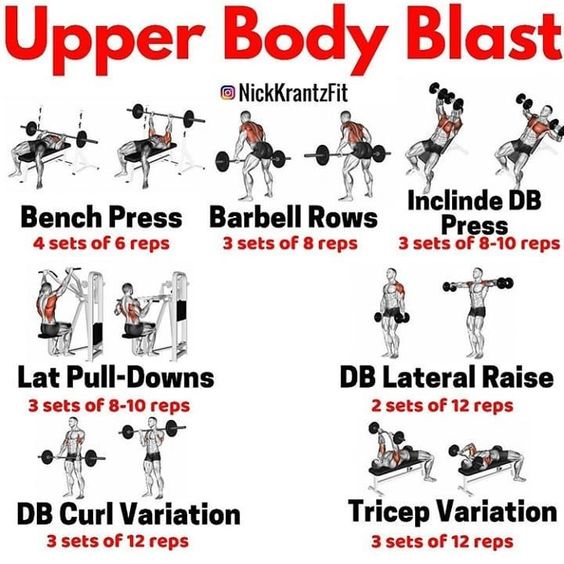 Upper Body Blast
NickKrantzFit
Bench Press
4 sets of 6 reps
Barbell Rows
3 sets of 8 reps
Inclinde DB
Press
3 sets of 8-10 reps
Lat Pull-Downs
3 sets of 8-10 reps
DB Lateral Raise
2 sets of 12 reps
DB Curl Variation
3 sets of 12 reps
Tricep Variation
3 sets of 12 reps